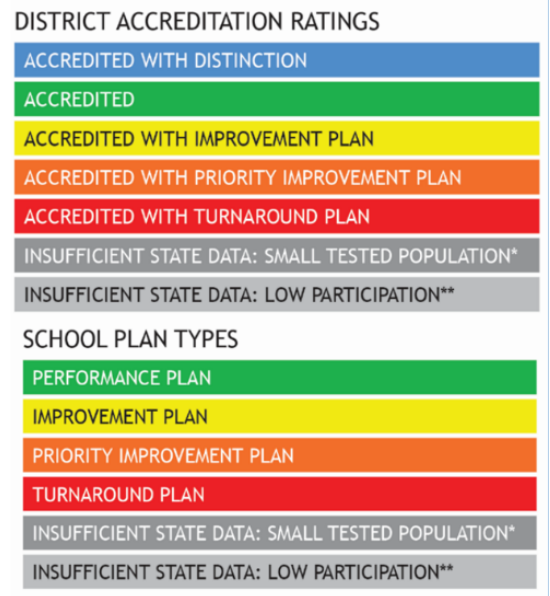 DISTRICT ACCREDITATION RATINGS
ACCREDITED WITH DISTINCTION
ACCREDITED
ACCREDITED WITH IMPROVEMENT PLAN
ACCREDITED WITH PRIORITY IMPROVEMENT PLAN
ACCREDITED WITH TURNAROUND PLAN
INSUFFICIENT STATE DATA: SMALL TESTED POPULATION*
INSUFFICIENT STATE DATA: LOW PARTICIPATION**
SCHOOL PLAN TYPES
PERFORMANCE PLAN
IMPROVEMENT PLAN
PRIORITY IMPROVEMENT PLAN
TURNAROUND PLAN
INSUFFICIENT STATE DATA: SMALL TESTED POPULATION*
INSUFFICIENT STATE DATA: LOW PARTICIPATION**